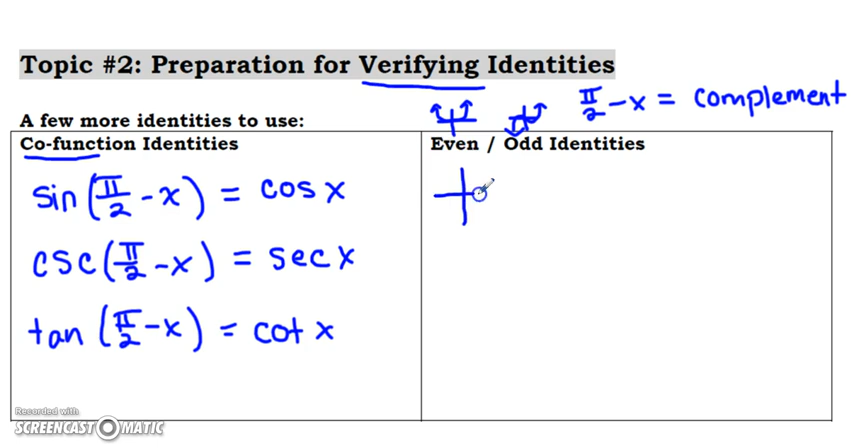 Topic #2: Preparation for Verifying Identities
π/2 - x = complement
A few more identities to use:
Co-function Identities
Even / Odd Identities
sin(π/2 - x) = cos x
csc(π/2 - x) = sec x
tan(π/2 - x) = cot x
Recorded with
SCREENCAST-O-MATIC